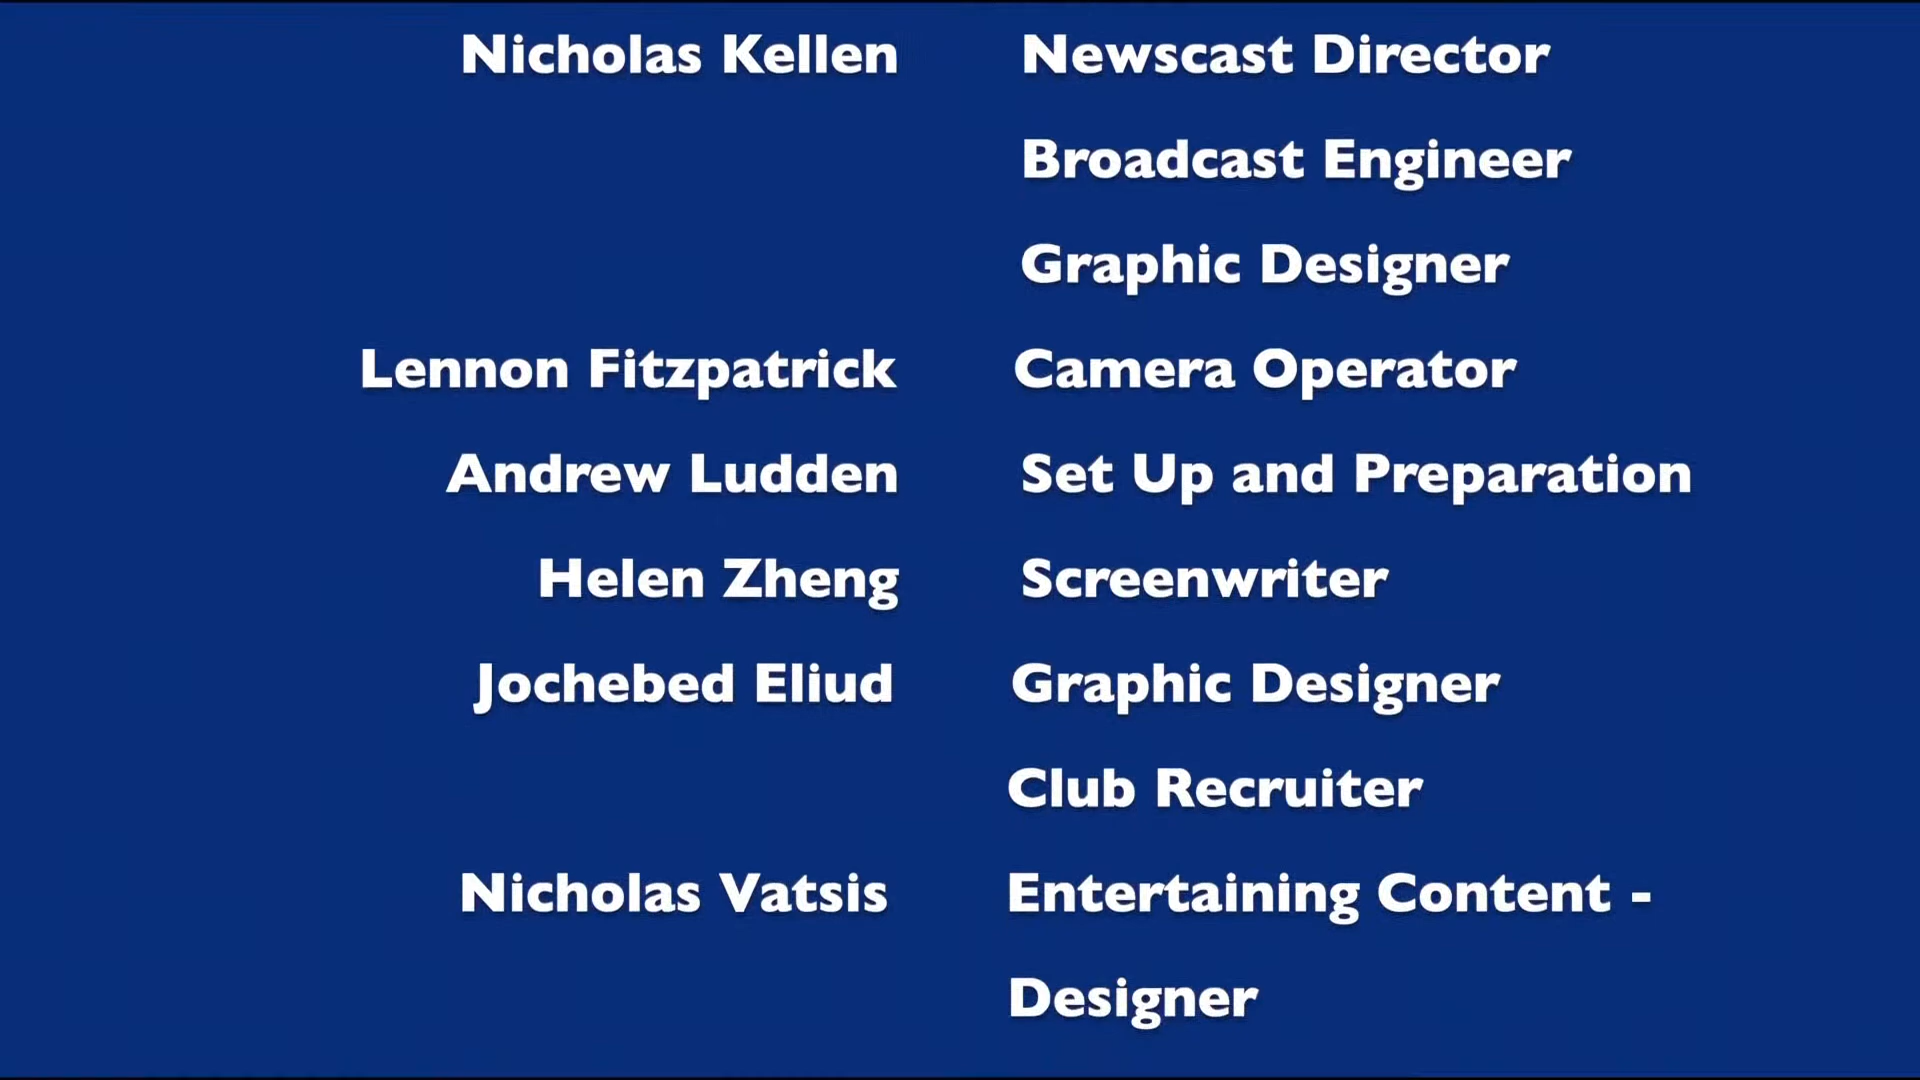 Nicholas Kellen Newscast Director
Broadcast Engineer
Graphic Designer
Lennon Fitzpatrick Camera Operator
Andrew Ludden Set Up and Preparation
Helen Zheng Screenwriter
Jochebed Eliud Graphic Designer
Club Recruiter
Nicholas Vatsis Entertaining Content -
Designer